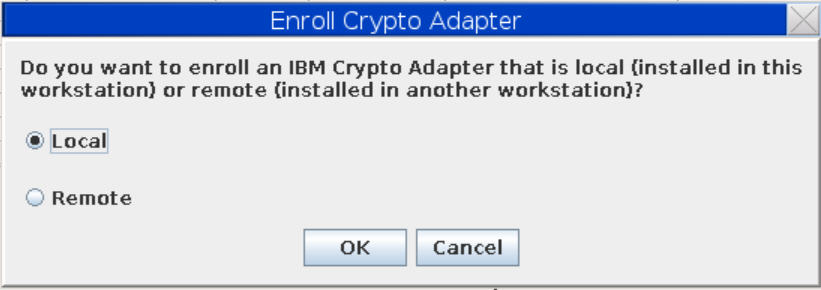 Enroll Crypto Adapter
Do you want to enroll an IBM Crypto Adapter that is local (installed in this
workstation) or remote (installed in another workstation)?
Local
Remote
OK Cancel